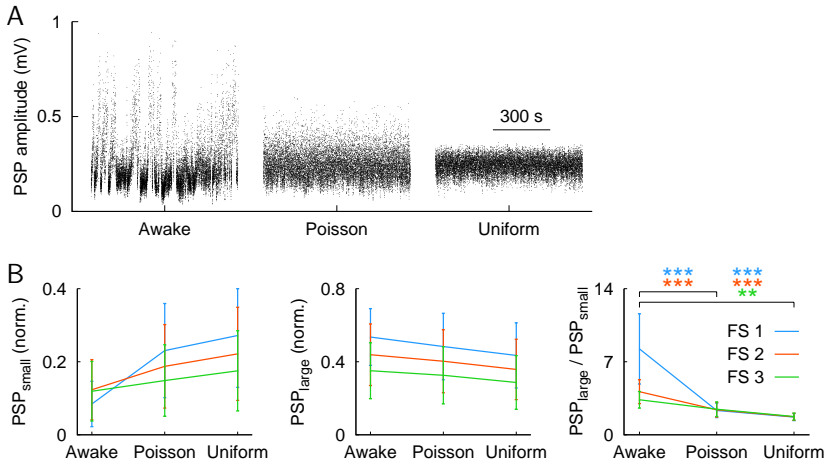 A
PSP amplitude (mV)
1
0.5
0
300 s
Awake Poisson Uniform
B
PSPsmall (norm.)
0.4
0.2
0
Awake Poisson Uniform
PSPlarge (norm.)
0.8
0.4
0
Awake Poisson Uniform
PSPlarge / PSPsmall
14
7
0
*** ***
*** ***
**
FS 1
FS 2
FS 3
Awake Poisson Uniform